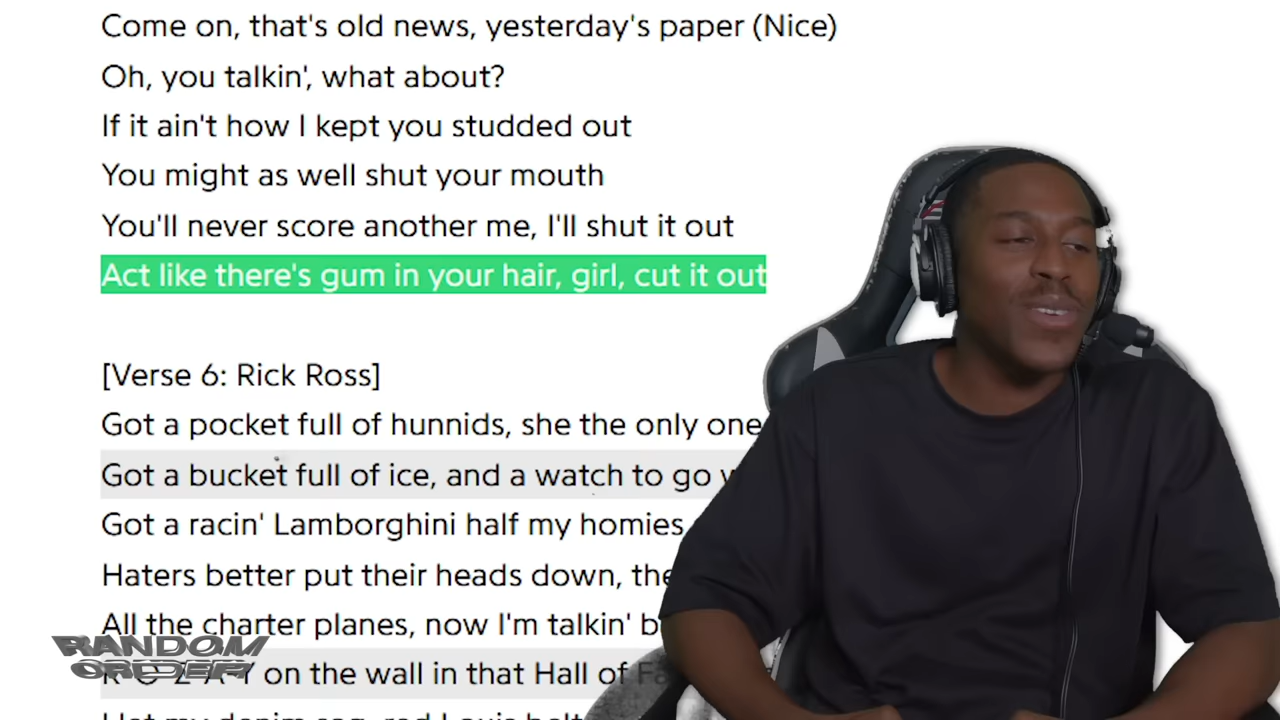 Come on, that's old news, yesterday's paper (Nice)
Oh, you talkin', what about?
If it ain't how I kept you studded out
You might as well shut your mouth
You'll never score another me, I'll shut it out
Act like there's gum in your hair, girl, cut it out
[Verse 6: Rick Ross]
Got a pocket full of hunnids, she the only one
Got a bucket full of ice, and a watch to go
Got a racin' Lamborghini half my homies
Haters better put their heads down,
All the charter planes, now I'm talkin'
R-O-Z-A-Y on the wall in that Hall of
RANDOM
ORDER